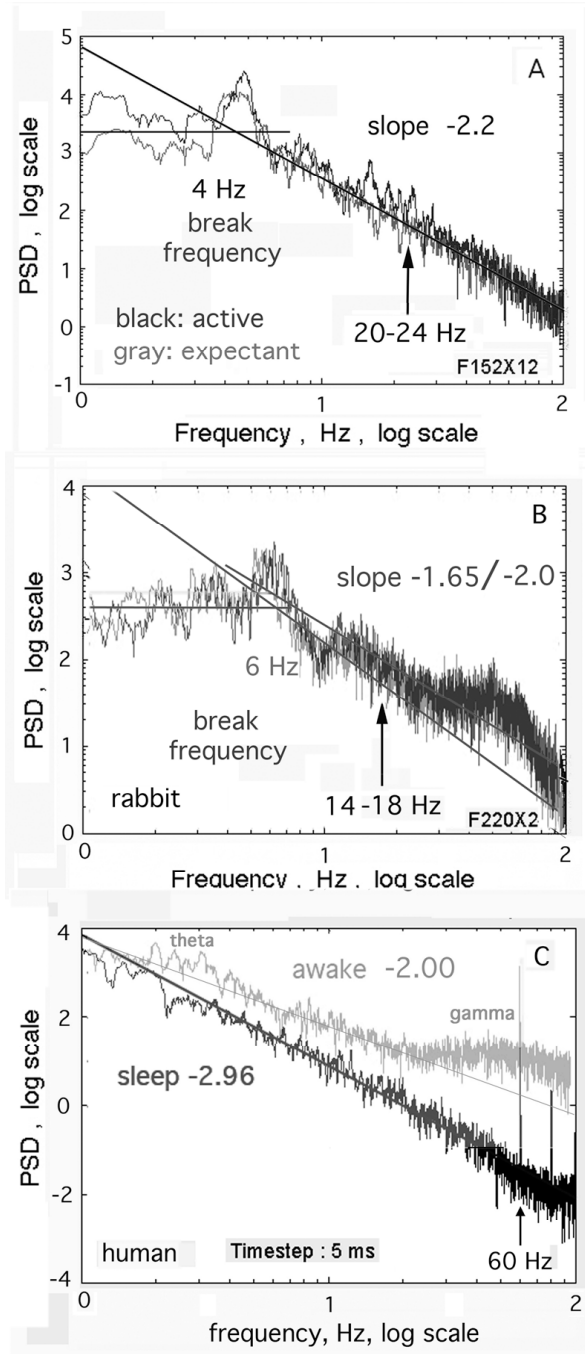 5
A
4
slope -2.2
3
PSD , log scale
4 Hz
2
break
frequency
1
black: active
0
20-24 Hz
gray: expectant
F152X12
-1
0
1
2
Frequency , Hz , log scale
4
B
3
slope -1.65/-2.0
PSD , log scale
2
6 Hz
break
frequency
1
rabbit
14-18 Hz
F220X2
0
0
1
2
Frequency , Hz , log scale
4
theta
C
awake -2.00
2
gamma
PSD , log scale
sleep -2.96
0
-2
human
Timestep : 5 ms
60 Hz
-4
0
1
2
frequency, Hz, log scale